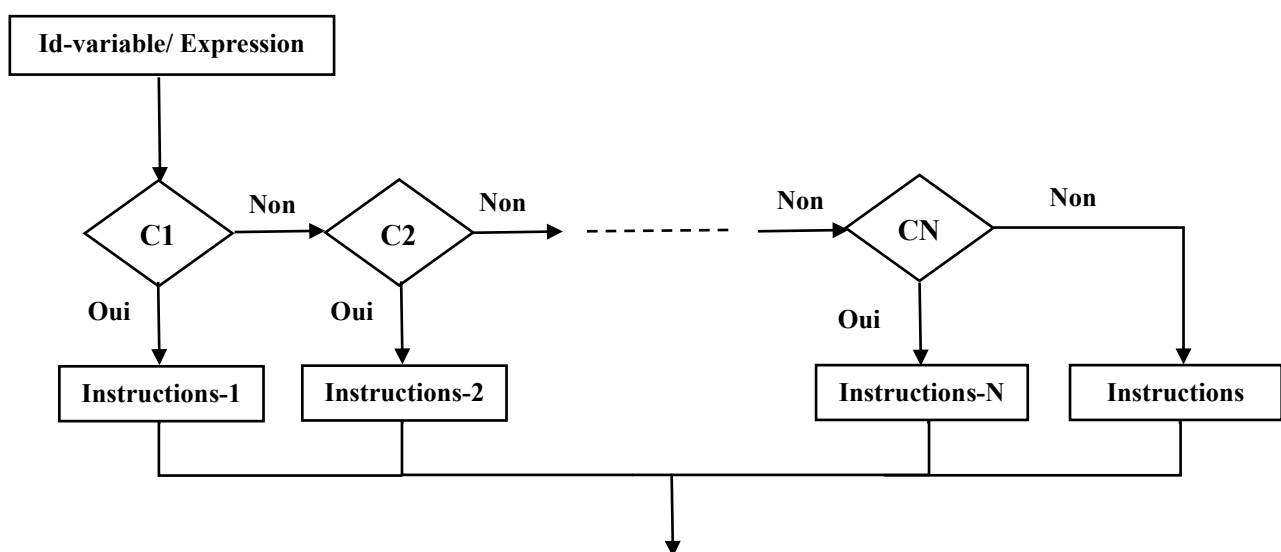 Id-variable/ Expression
Non
Non
Non
Non
C1
C2
CN
Oui
Oui
Oui
Instructions-1
Instructions-2
Instructions-N
Instructions